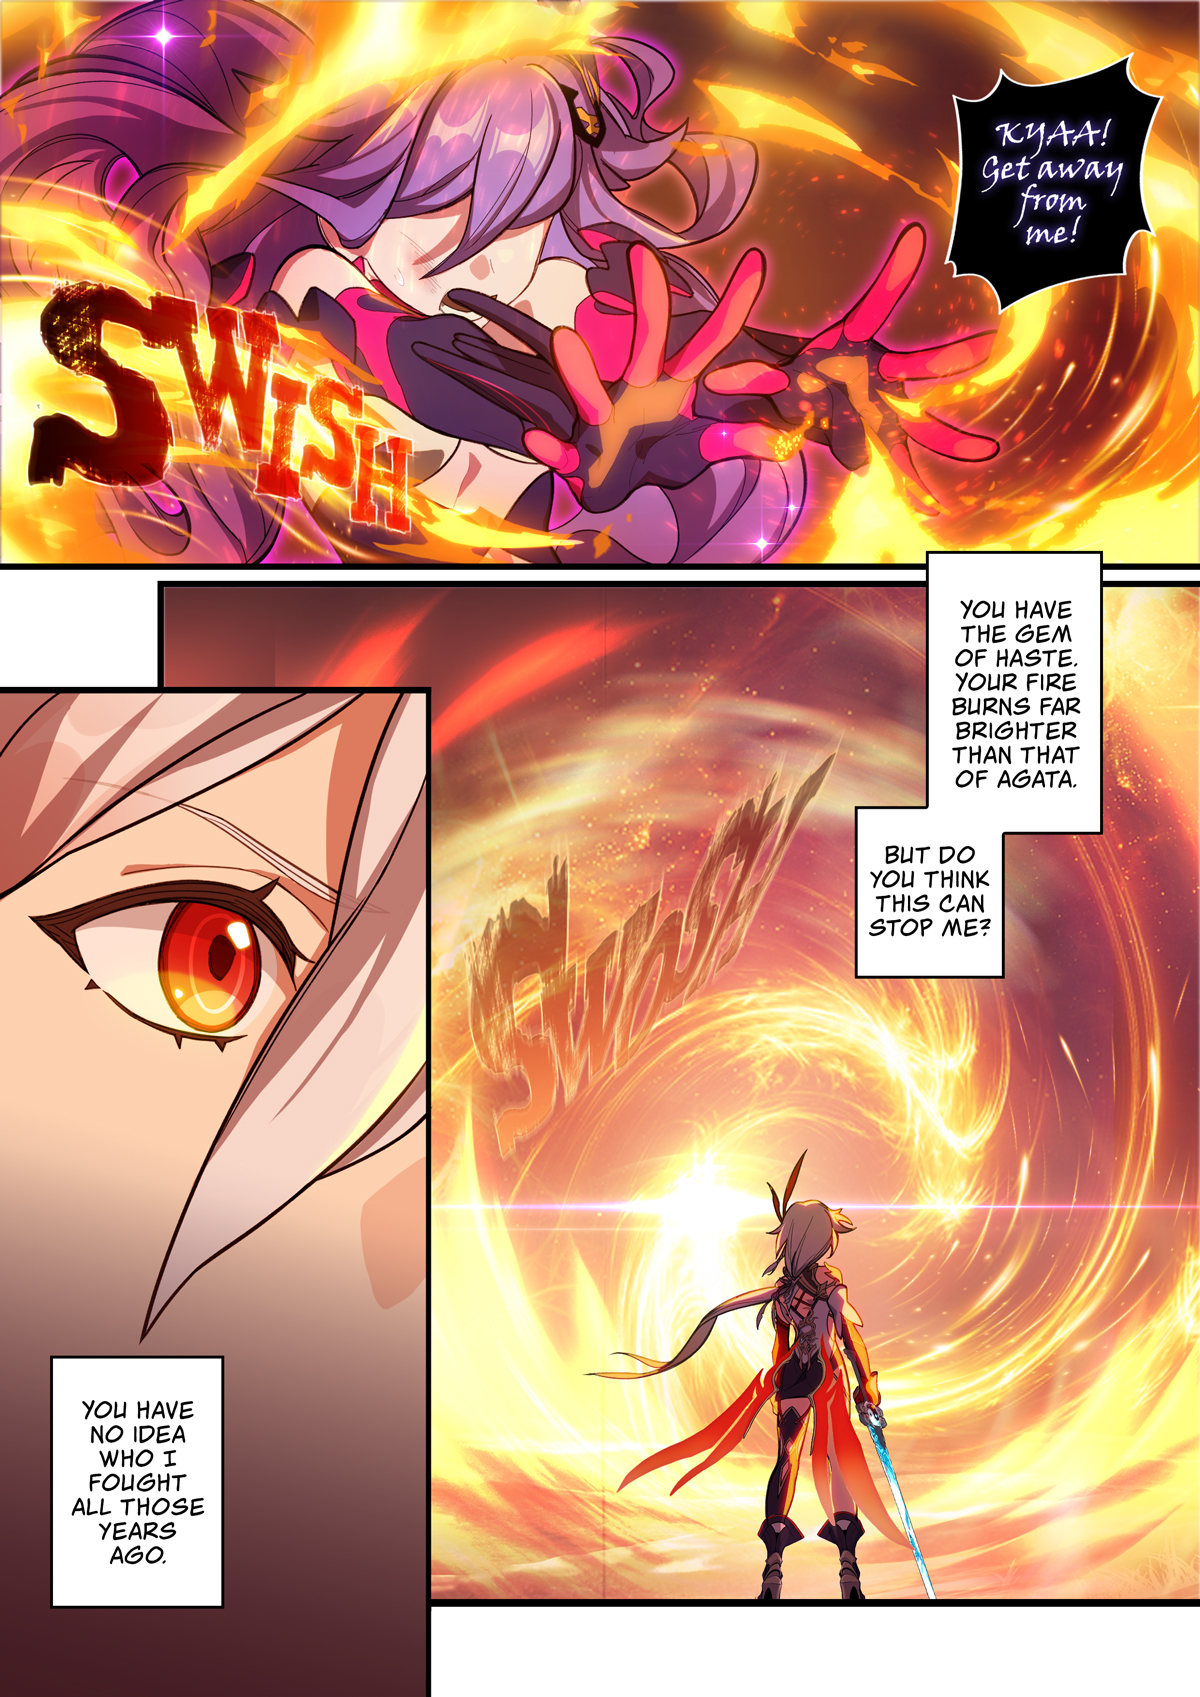 KYAA!
Get away
from
me!
SWISH
YOU HAVE
THE GEM
OF HASTE.
YOUR FIRE
BURNS FAR
BRIGHTER
THAN THAT
OF AGATA.
BUT DO
YOU THINK
THIS CAN
STOP ME?
YOU HAVE
NO IDEA
WHO I
FOUGHT
ALL THOSE
YEARS
AGO.